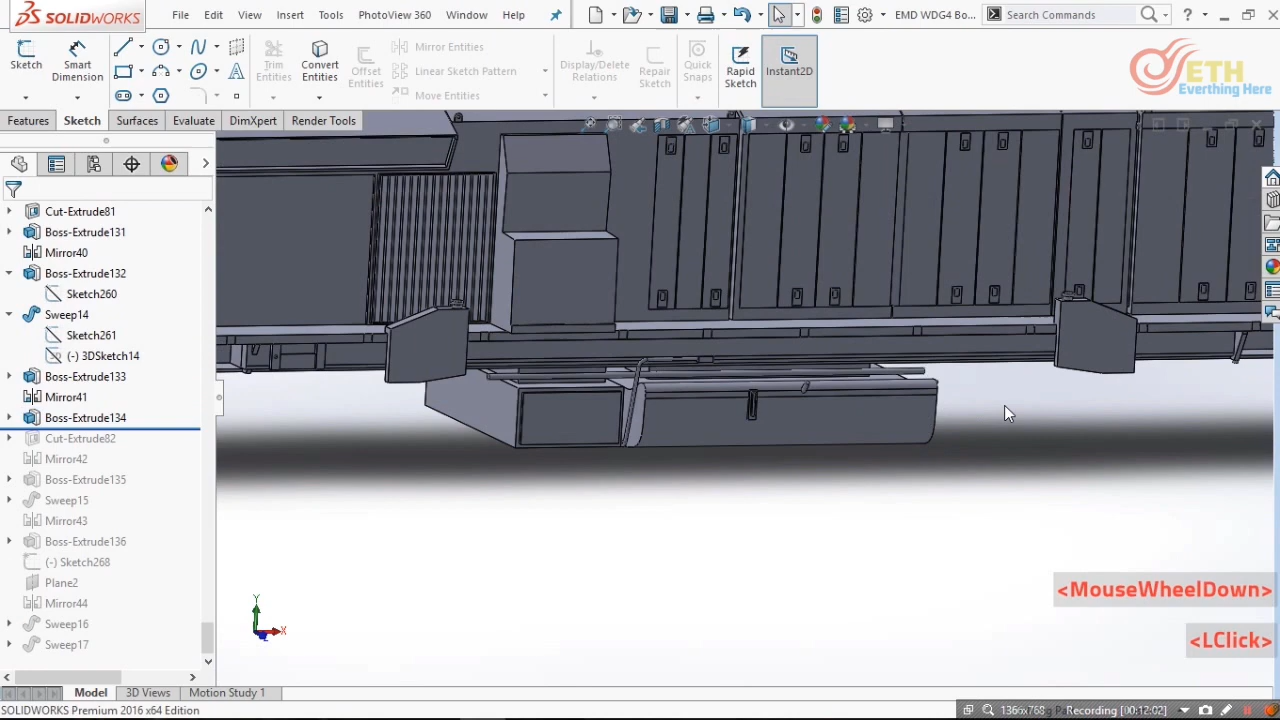 SOLIDWORKS
File Edit View Insert Tools PhotoView 360 Window Help
EMD WDG4 Bo...
Search Commands
Sketch
Smart Dimension
Trim Entities
Convert Entities
Offset Entities
Mirror Entities
Linear Sketch Pattern
Move Entities
Display/Delete Relations
Repair Sketch
Quick Snaps
Rapid Sketch
Instant2D
ETH
Everthing Here
Features Sketch Surfaces Evaluate DimXpert Render Tools
Cut-Extrude81
Boss-Extrude131
Mirror40
Boss-Extrude132
Sketch260
Sweep14
Sketch261
(-) 3DSketch14
Boss-Extrude133
Mirror41
Boss-Extrude134
Cut-Extrude82
Mirror42
Boss-Extrude135
Sweep15
Mirror43
Boss-Extrude136
(-) Sketch268
Plane2
Mirror44
Sweep16
Sweep17
Y
X
<MouseWheelDown>
<LClick>
Model 3D Views Motion Study 1
SOLIDWORKS Premium 2016 x64 Edition
1366x768
Recording [00:12:02]